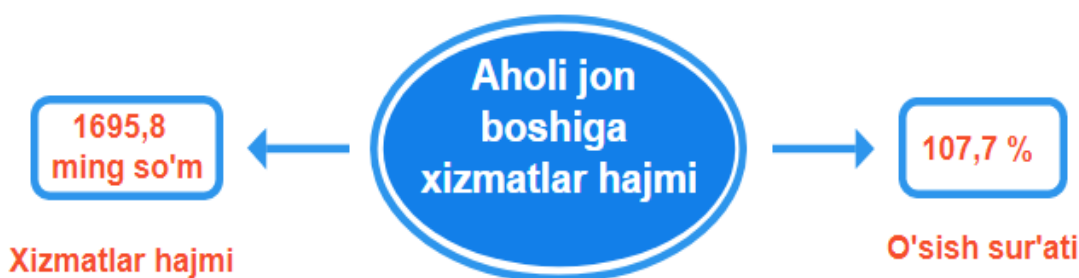 Aholi jon
boshiga
xizmatlar hajmi
1695,8
ming so'm
Xizmatlar hajmi
107,7 %
O'sish sur'ati